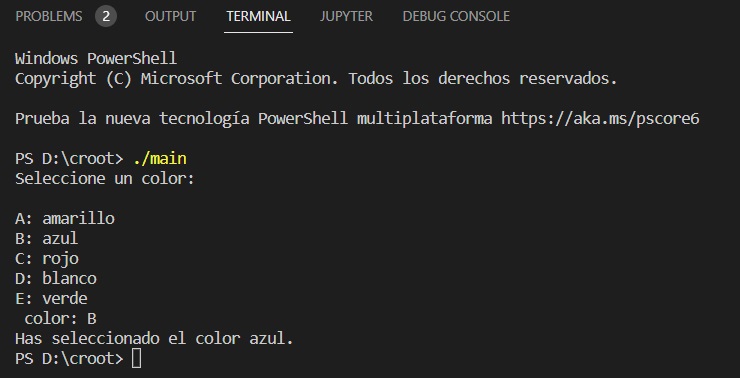 PROBLEMS 2 OUTPUT TERMINAL JUPYTER DEBUG CONSOLE
Windows PowerShell
Copyright (C) Microsoft Corporation. Todos los derechos reservados.
Prueba la nueva tecnología PowerShell multiplataforma https://aka.ms/pscore6
PS D:\croot> ./main
Seleccione un color:
A: amarillo
B: azul
C: rojo
D: blanco
E: verde
 color: B
Has seleccionado el color azul.
PS D:\croot>